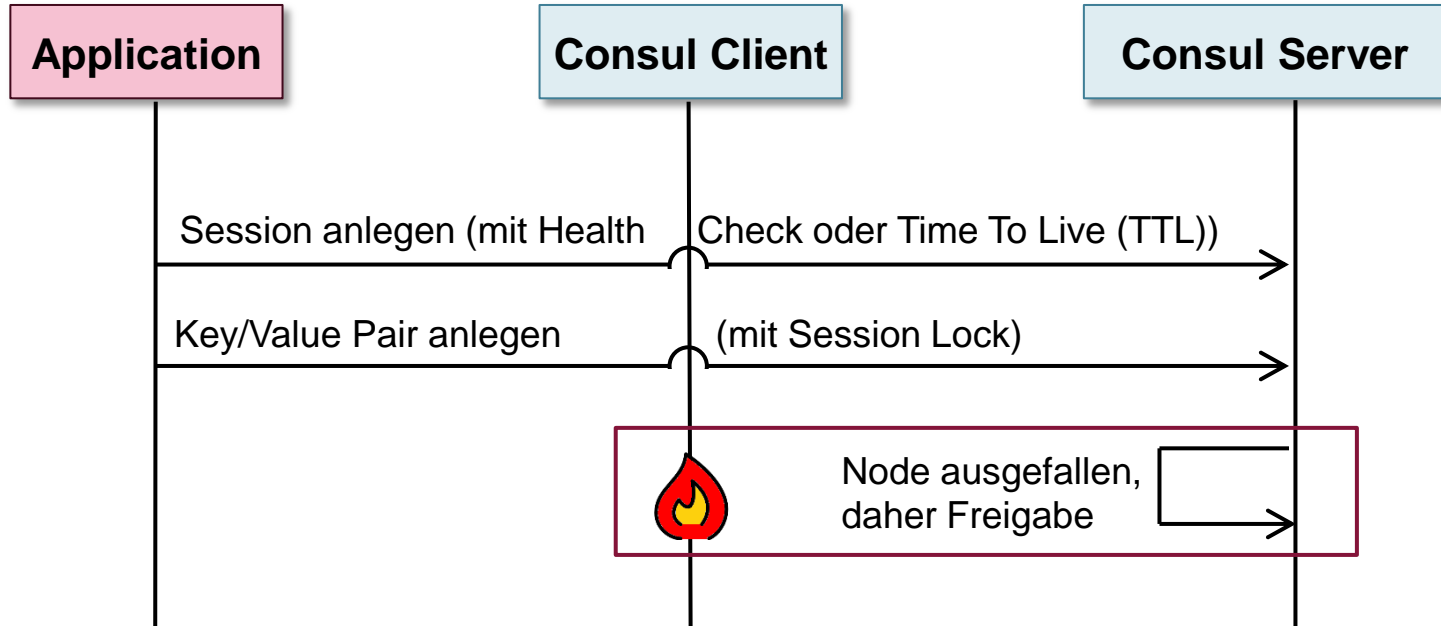 Application
Consul Client
Consul Server
Session anlegen (mit Health Check oder Time To Live (TTL))
Key/Value Pair anlegen (mit Session Lock)
Node ausgefallen,
daher Freigabe